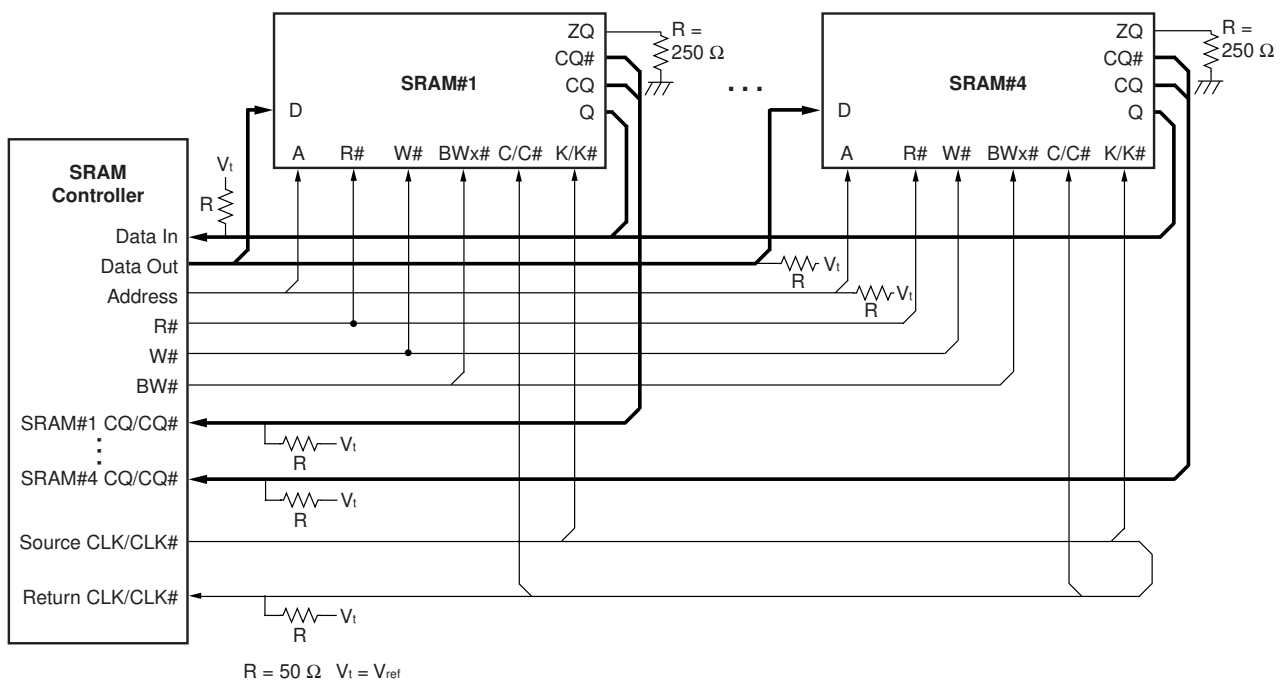 ZQ
R =
250 Ω
CQ#
SRAM#1
CQ
D
Q
A R# W# BWx# C/C# K/K#
. . .
ZQ
R =
250 Ω
CQ#
SRAM#4
CQ
D
Q
A R# W# BWx# C/C# K/K#
SRAM
Controller
Vt
R
Data In
Data Out
Vt
R
Address
Vt
R
R#
W#
BW#
SRAM#1 CQ/CQ#
Vt
R
SRAM#4 CQ/CQ#
Vt
R
Source CLK/CLK#
Return CLK/CLK#
Vt
R
R = 50 Ω Vt = Vref